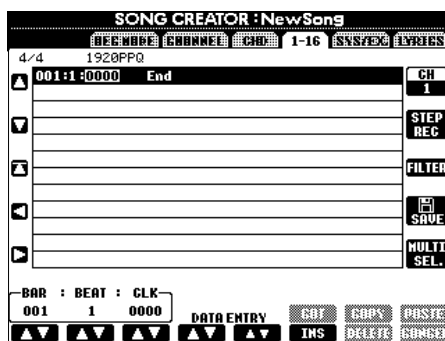 SONG CREATOR : NewSong
REC MODE CHANNEL CHD 1-16 SYS/EX. LYRICS
4/4 1920PPQ
001:1:0000 End
CH
1
STEP
REC
FILTER
SAVE
MULTI
SEL.
BAR : BEAT : CLK
001 1 0000
DATA ENTRY
CUT COPY PASTE
INS DELETE CANCEL